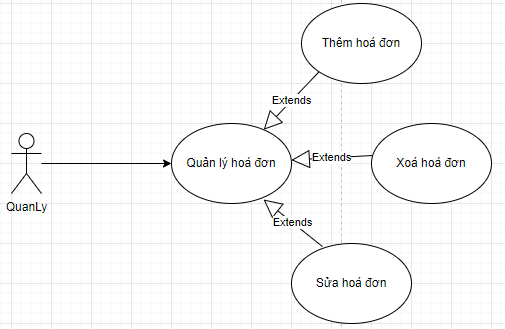 Thêm hoá đơn
Extends
Quản lý hoá đơn
Extends
Xoá hoá đơn
QuanLy
Extends
Sửa hoá đơn